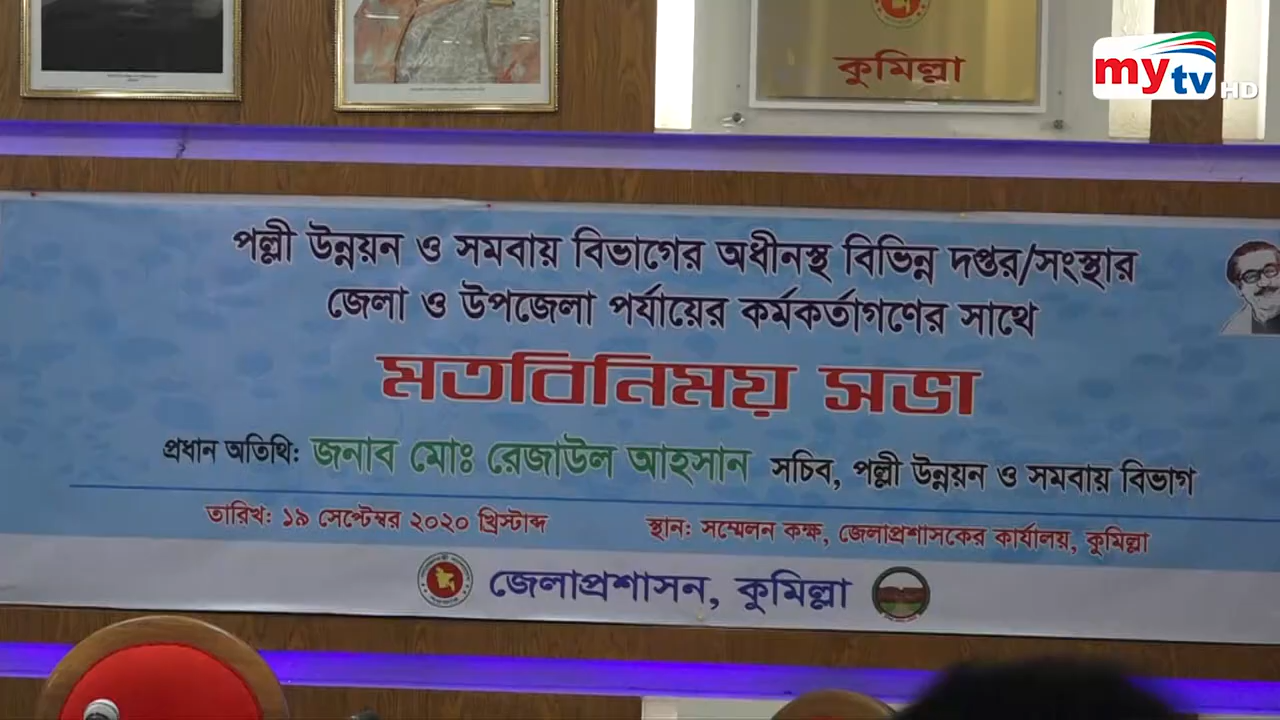 কুমিল্লা
mytv HD
পল্লী উন্নয়ন ও সমবায় বিভাগের অধীনস্থ বিভিন্ন দপ্তর/সংস্থার
জেলা ও উপজেলা পর্যায়ের কর্মকর্তাগণের সাথে
মতবিনিময় সভা
প্রধান অতিথি: জনাব মোঃ রেজাউল আহসান সচিব, পল্লী উন্নয়ন ও সমবায় বিভাগ
তারিখ: ১৯ সেপ্টেম্বর ২০২০ খ্রিস্টাব্দ স্থান: সম্মেলন কক্ষ, জেলাপ্রশাসকের কার্যালয়, কুমিল্লা
জেলাপ্রশাসন, কুমিল্লা